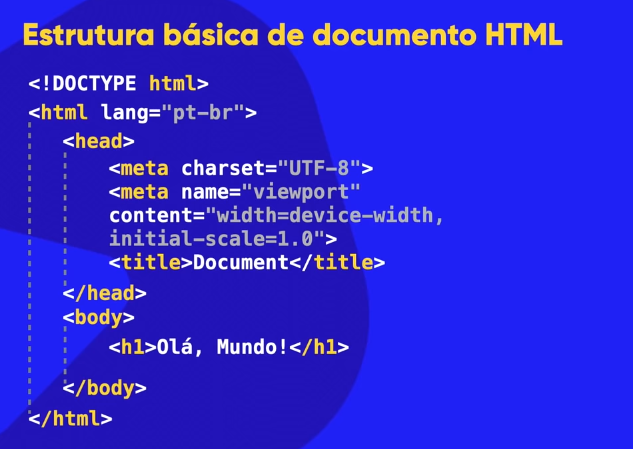 Estrutura básica de documento HTML
<!DOCTYPE html>
<html lang="pt-br">
<head>
<meta charset="UTF-8">
<meta name="viewport"
content="width=device-width,
initial-scale=1.0">
<title>Document</title>
</head>
<body>
<h1>Olá, Mundo!</h1>
</body>
</html>